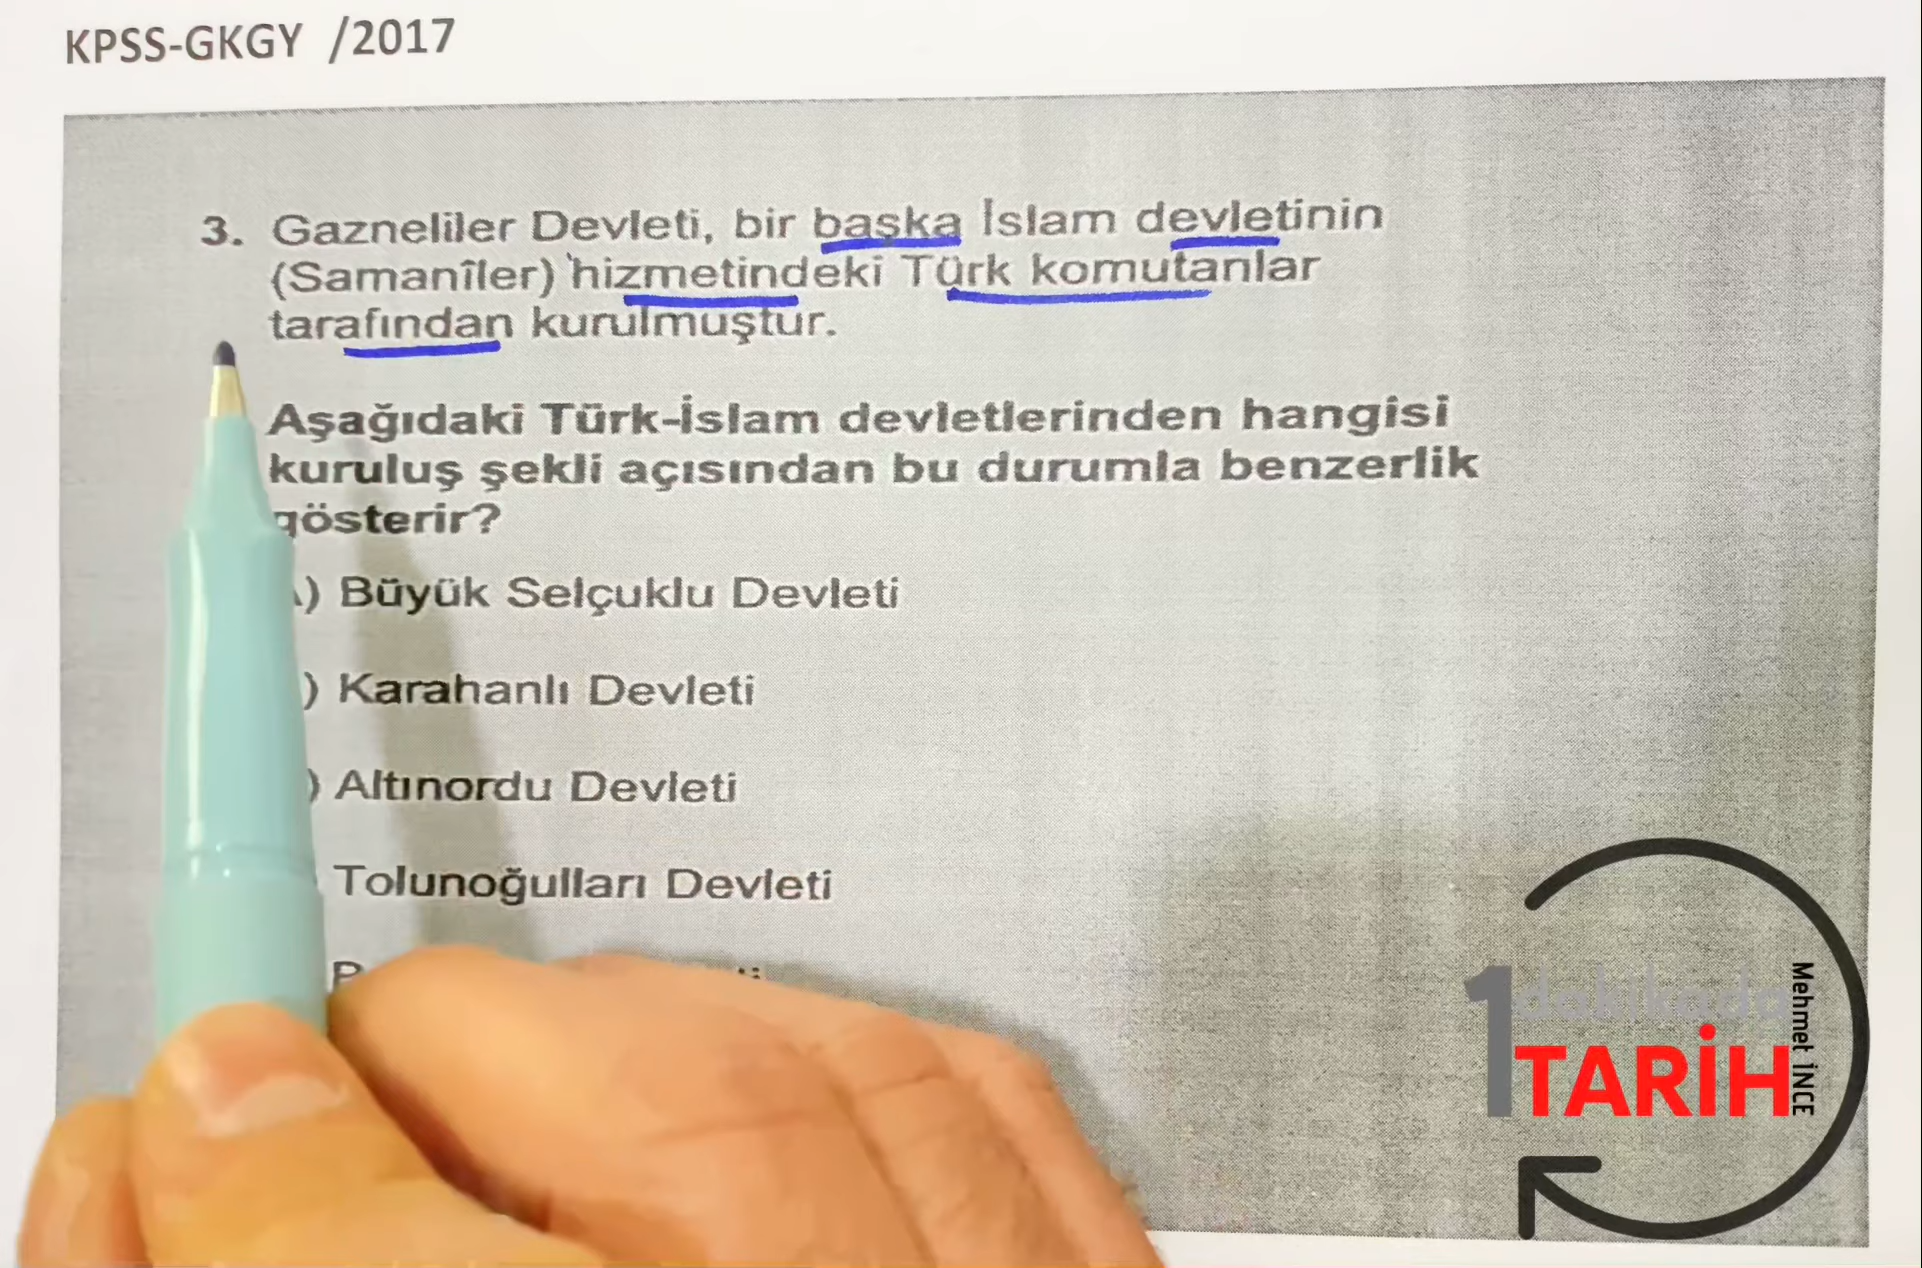 KPSS-GKGY /2017
3. Gazneliler Devleti, bir başka İslam devletinin
(Samanîler) hizmetindeki Türk komutanlar
tarafından kurulmuştur.
Aşağıdaki Türk-İslam devletlerinden hangisi
kuruluş şekli açısından bu durumla benzerlik
gösterir?
) Büyük Selçuklu Devleti
) Karahanlı Devleti
) Altınordu Devleti
Tolunoğulları Devleti
1 dakikada
TARİH
Mehmet İNCE